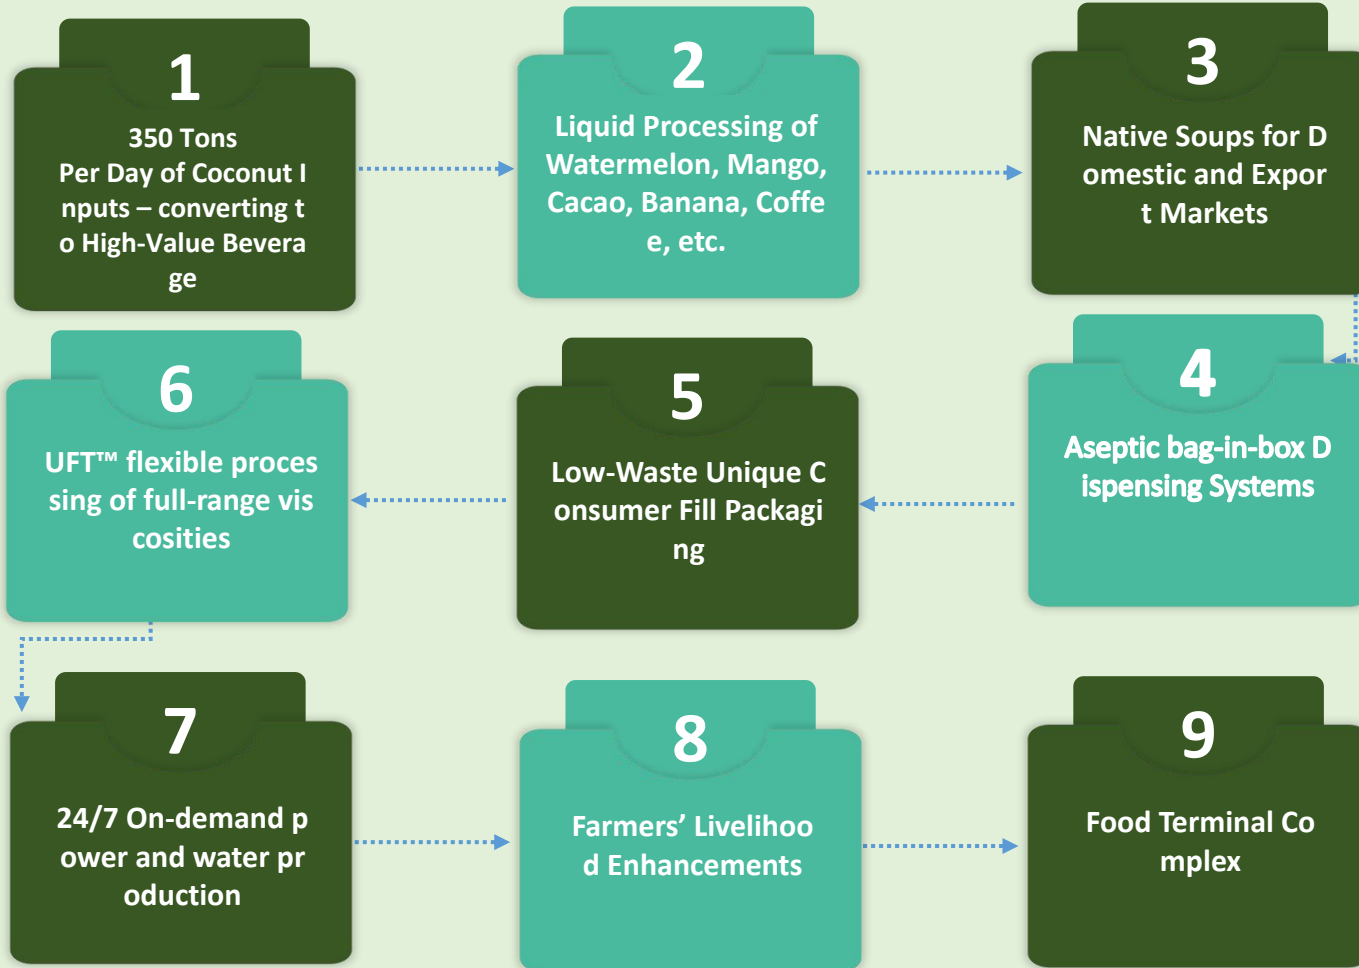 1
350 Tons
Per Day of Coconut I
nputs – converting t
o High-Value Bevera
ge
2
Liquid Processing of
Watermelon, Mango,
Cacao, Banana, Coffe
e, etc.
3
Native Soups for D
omestic and Expor
t Markets
4
Aseptic bag-in-box D
ispensing Systems
5
Low-Waste Unique C
onsumer Fill Packagi
ng
6
UFT™ flexible proces
sing of full-range vis
cosities
7
24/7 On-demand p
ower and water pr
oduction
8
Farmers’ Livelihoo
d Enhancements
9
Food Terminal Co
mplex